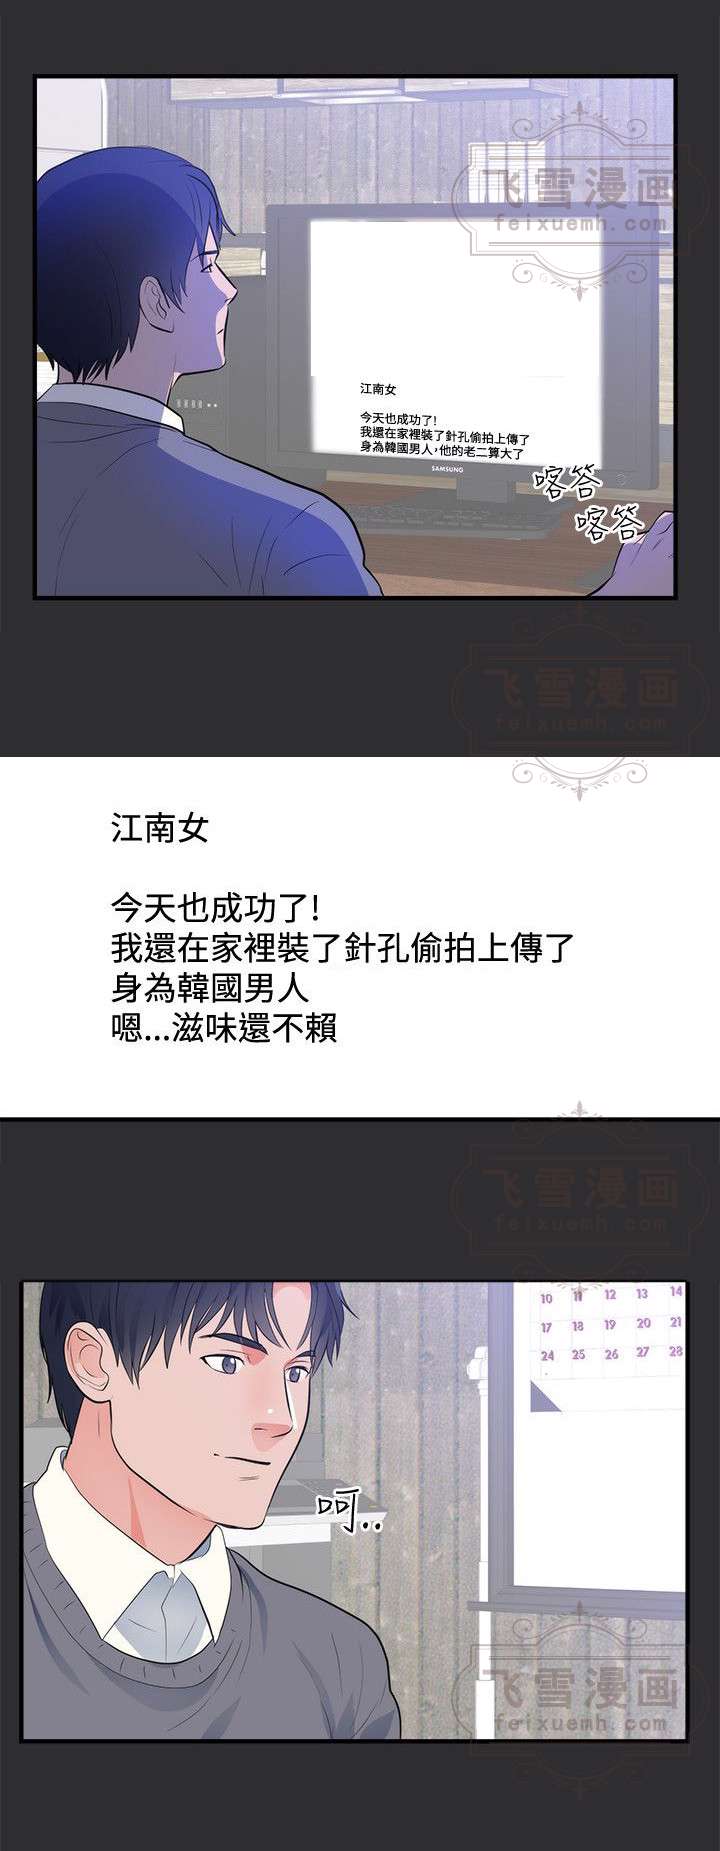 飞雪漫画
feixuemh.com
江南女
今天也成功了!
我還在家裡裝了針孔偷拍上傳了
身為韓國男人，他的老二算大了
SAMSUNG
喀答
喀答
飞雪漫画
feixuemh.com
江南女
今天也成功了!
我還在家裡裝了針孔偷拍上傳了
身為韓國男人
嗯...滋味還不賴
飞雪漫画
feixuemh.com
10 11 12 13 14
17 18 19 20 21
24 25 26 27 28
呵..
飞雪漫画
feixuemh.com